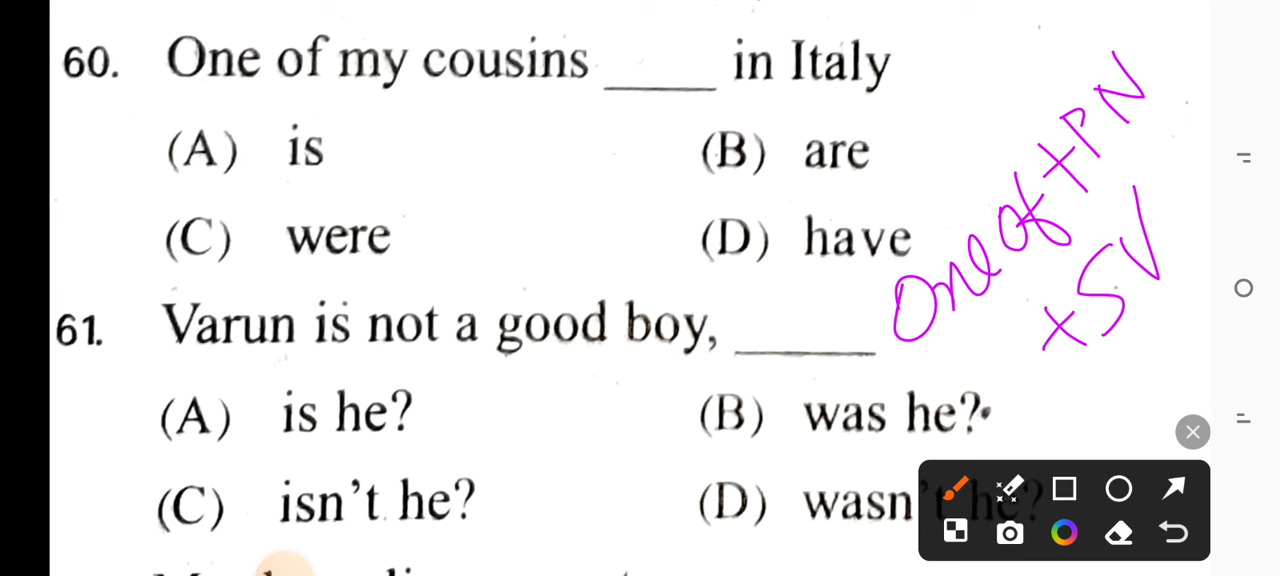 60. One of my cousins ____ in Italy
(A) is (B) are
(C) were (D) have
One of + PN
+ SV
61. Varun is not a good boy, ____
(A) is he? (B) was he?
(C) isn't he? (D) wasn't he?